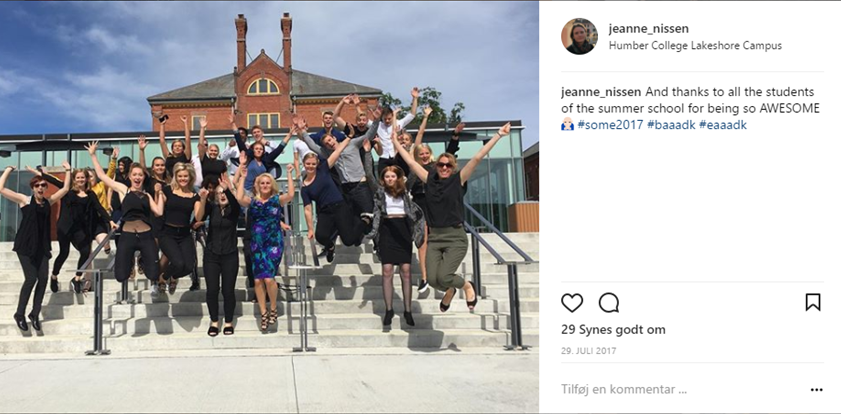 jeanne_nissen
Humber College Lakeshore Campus
jeanne_nissen And thanks to all the students
of the summer school for being so AWESOME
#some2017 #baaadk #eaaadk
29 Synes godt om
29. JULI 2017
Tilføj en kommentar ...